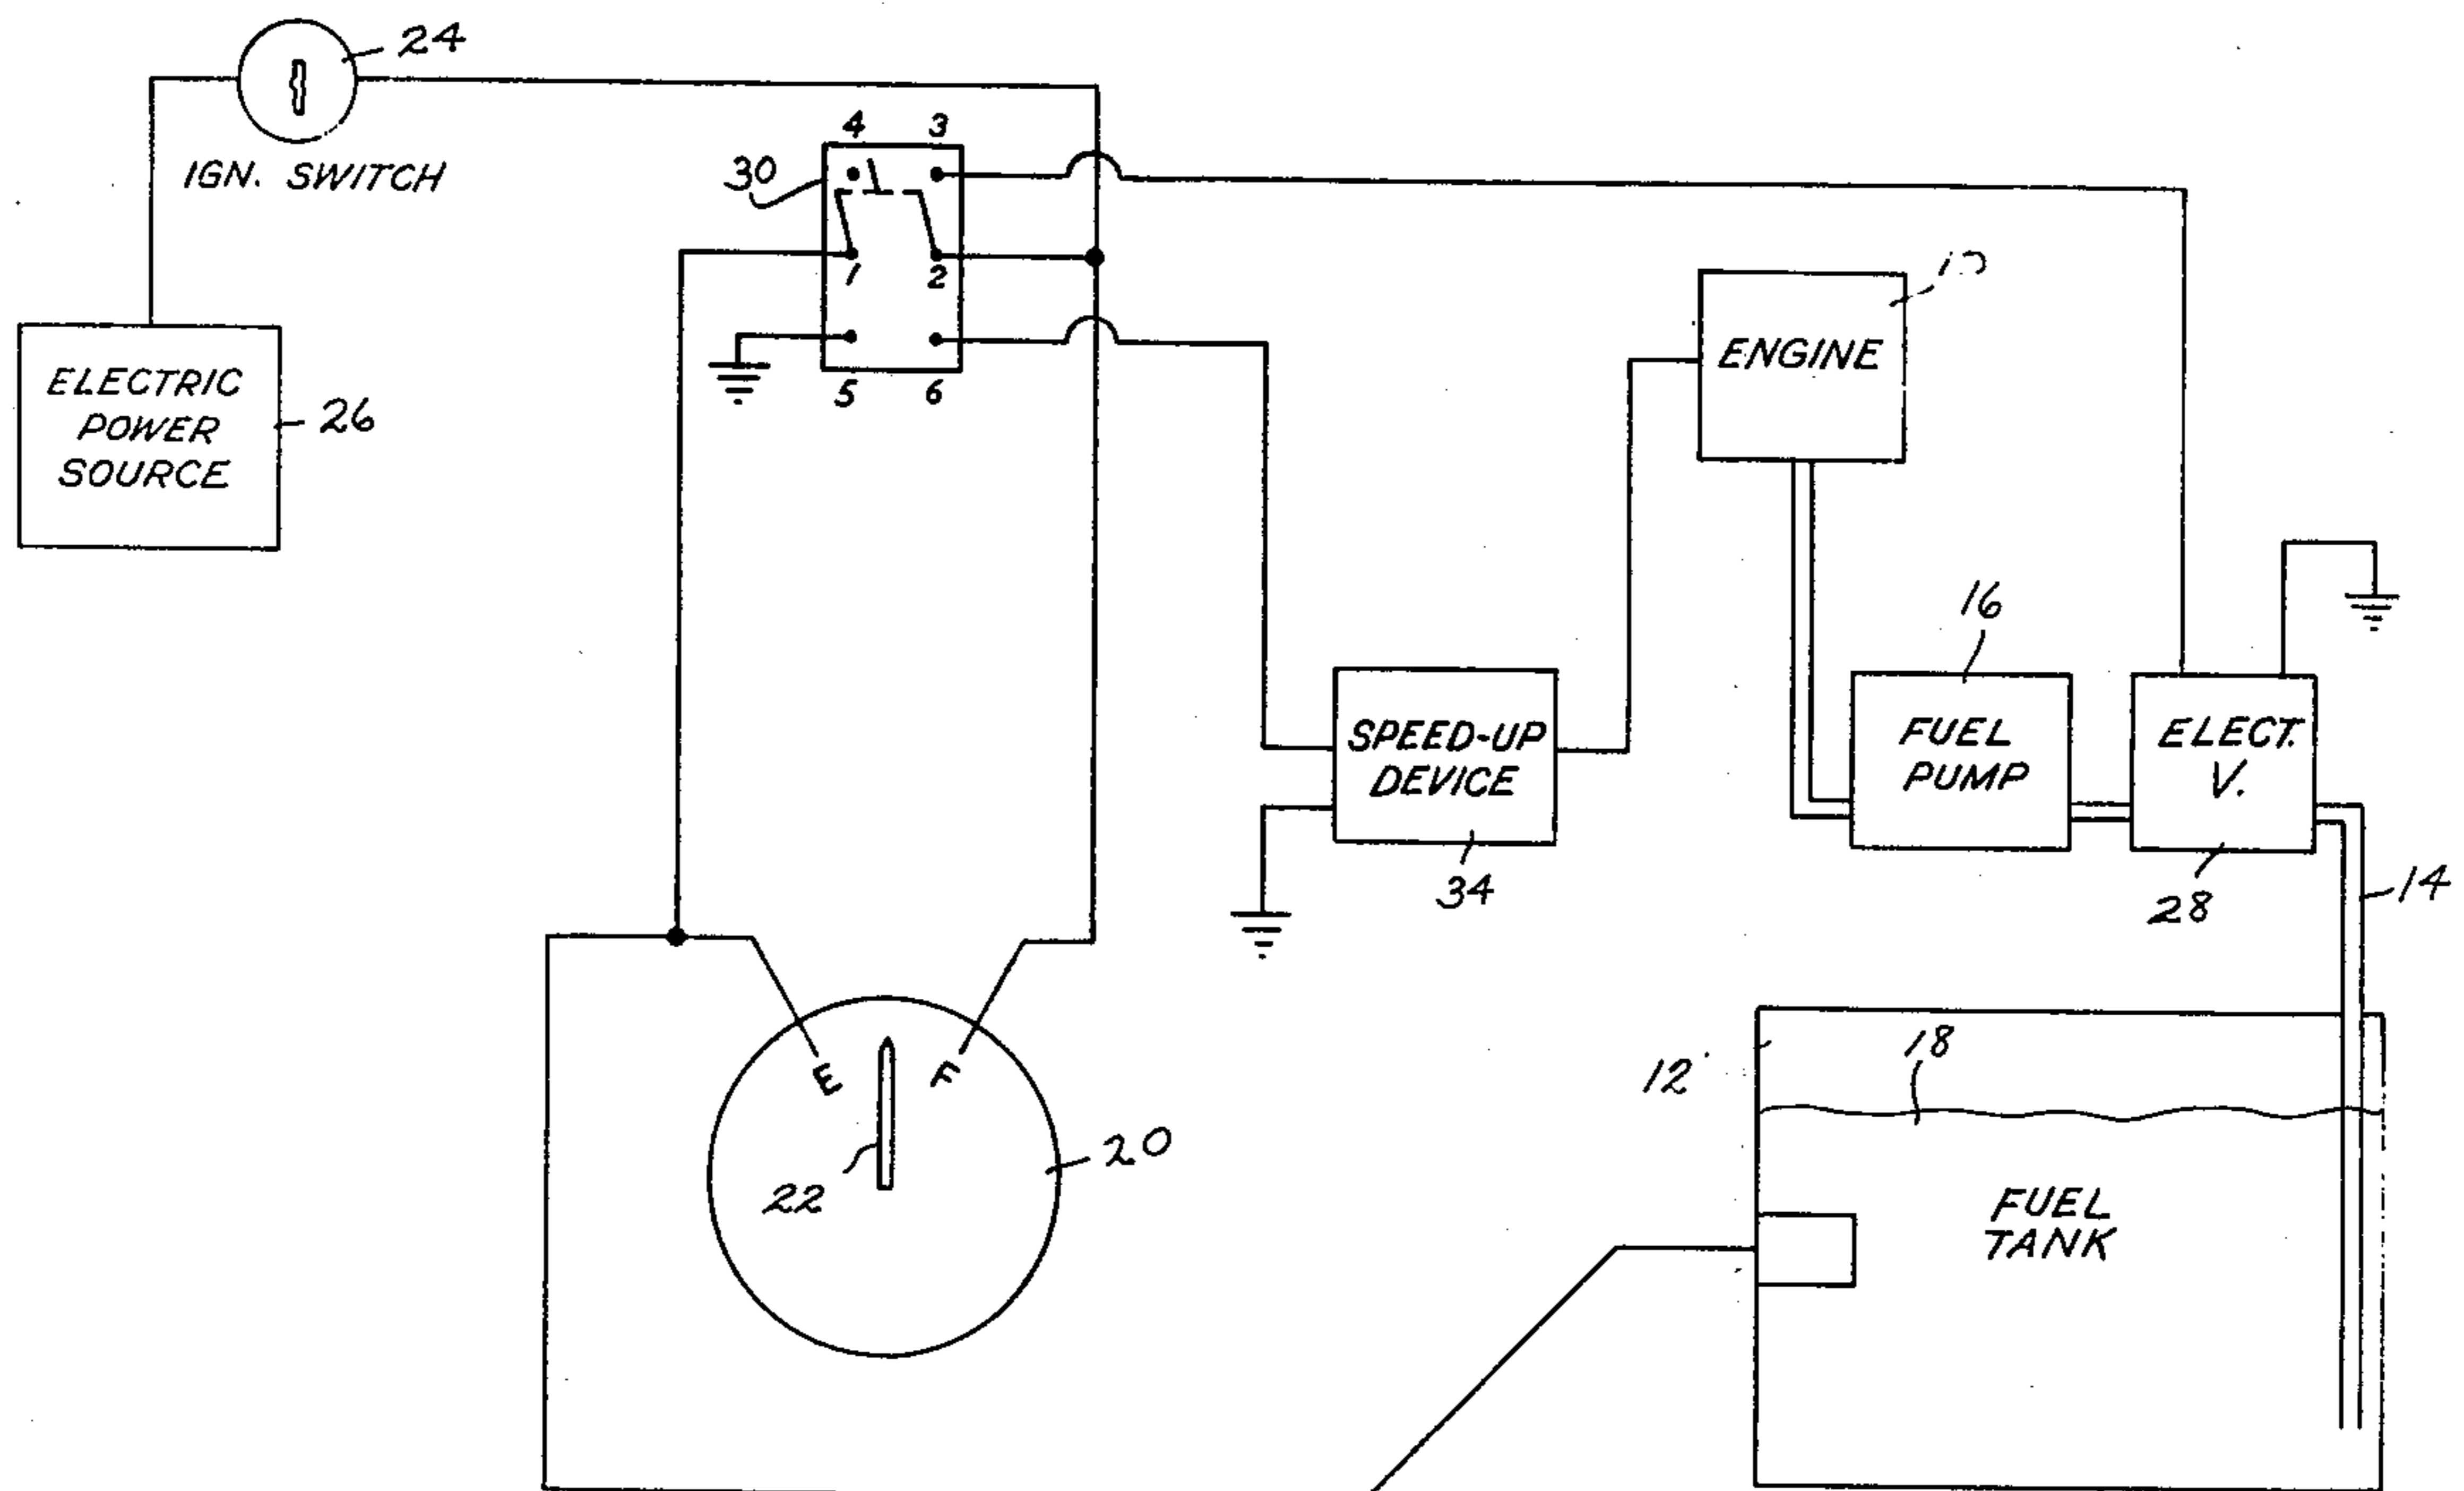 24
IGN. SWITCH
4 3
30
1 2
5 6
ELECTRIC
POWER
SOURCE
26
ENGINE
16
SPEED-UP
DEVICE
34
FUEL
PUMP
ELECT.
V.
28
14
E F
22
20
12
18
FUEL
TANK